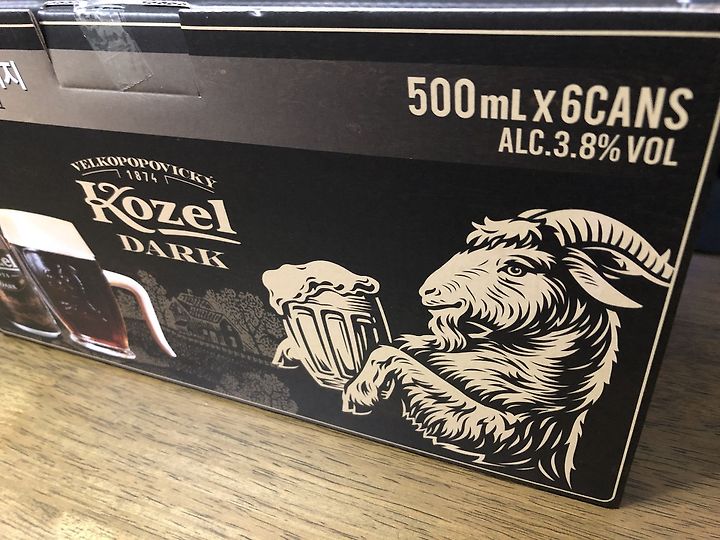 500mL X 6CANS
ALC.3.8% VOL
VELKOPOPOVICKÝ
1874
Kozel
DARK